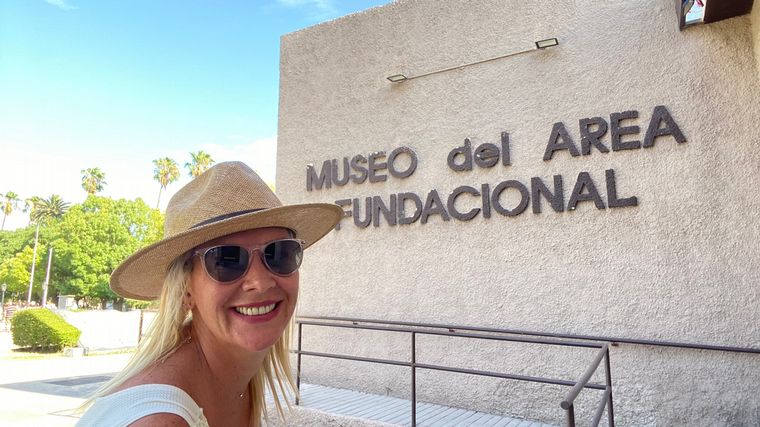 MUSEO del AREA
FUNDACIONAL